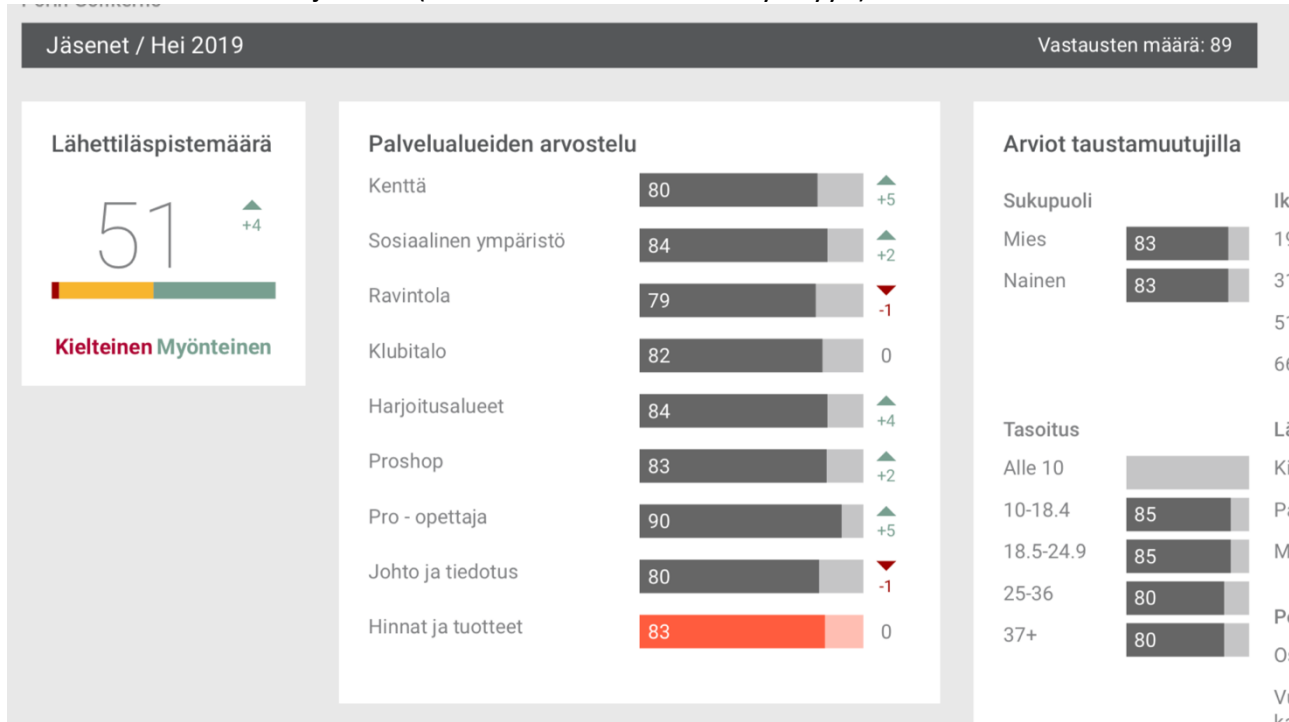 Jäsenet / Hei 2019
Vastausten määrä: 89
Lähettiläspistemäärä
51
+4
Kielteinen Myönteinen
Palvelualueiden arvostelu
Kenttä 80 +5
Sosiaalinen ympäristö 84 +2
Ravintola 79 -1
Klubitalo 82 0
Harjoitusalueet 84 +4
Proshop 83 +2
Pro - opettaja 90 +5
Johto ja tiedotus 80 -1
Hinnat ja tuotteet 83 0
Arviot taustamuutujilla
Sukupuoli
Mies 83
Nainen 83
Tasoitus
Alle 10
10-18.4 85
18.5-24.9 85
25-36 80
37+ 80